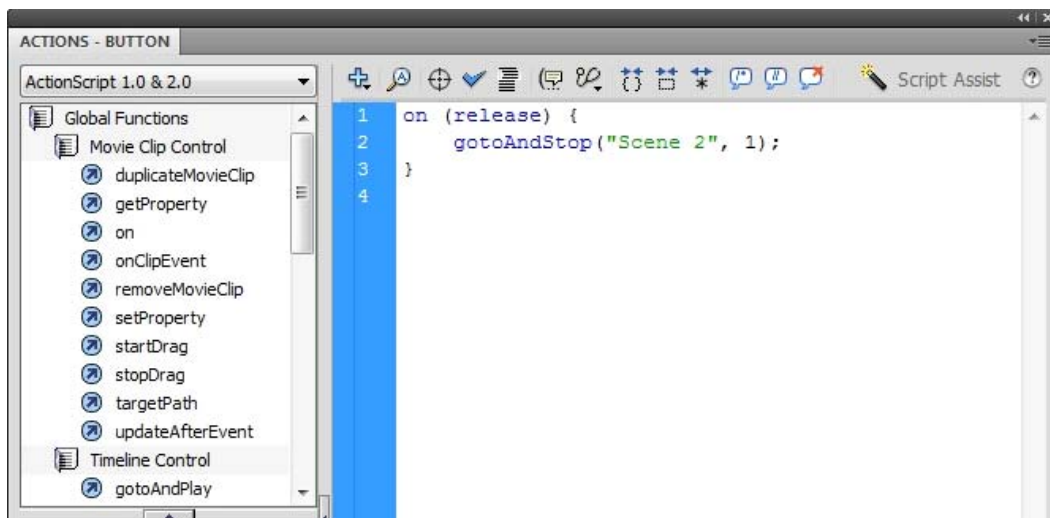 ACTIONS - BUTTON
ActionScript 1.0 & 2.0
Script Assist
Global Functions
Movie Clip Control
duplicateMovieClip
getProperty
on
onClipEvent
removeMovieClip
setProperty
startDrag
stopDrag
targetPath
updateAfterEvent
Timeline Control
gotoAndPlay
1 on (release) {
2 gotoAndStop("Scene 2", 1);
3 }
4